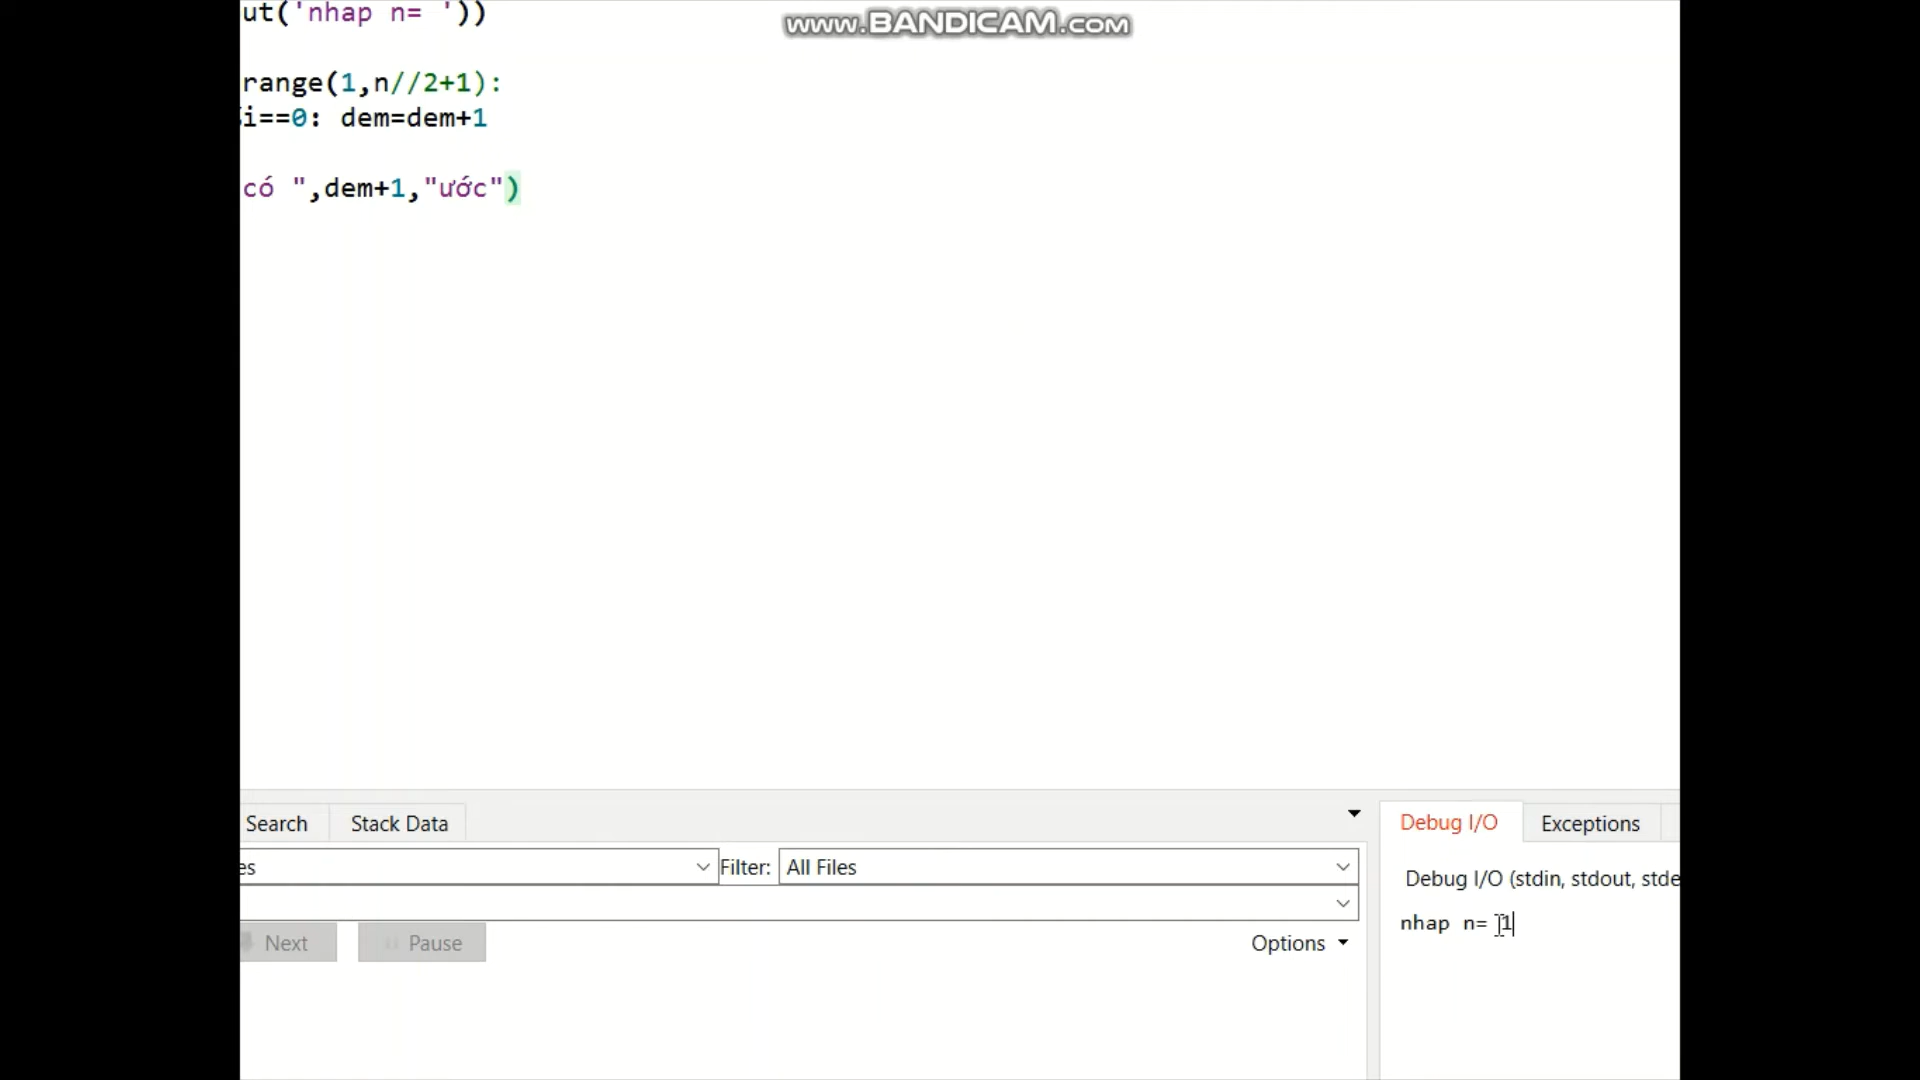 www.BANDICAM.com
ut('nhap n= '))
range(1,n//2+1):
i==0: dem=dem+1
có ",dem+1,"ước")
Search
Stack Data
Debug I/O
Exceptions
es
Filter:
All Files
Debug I/O (stdin, stdout, stde
nhap n= 1
Next
Pause
Options